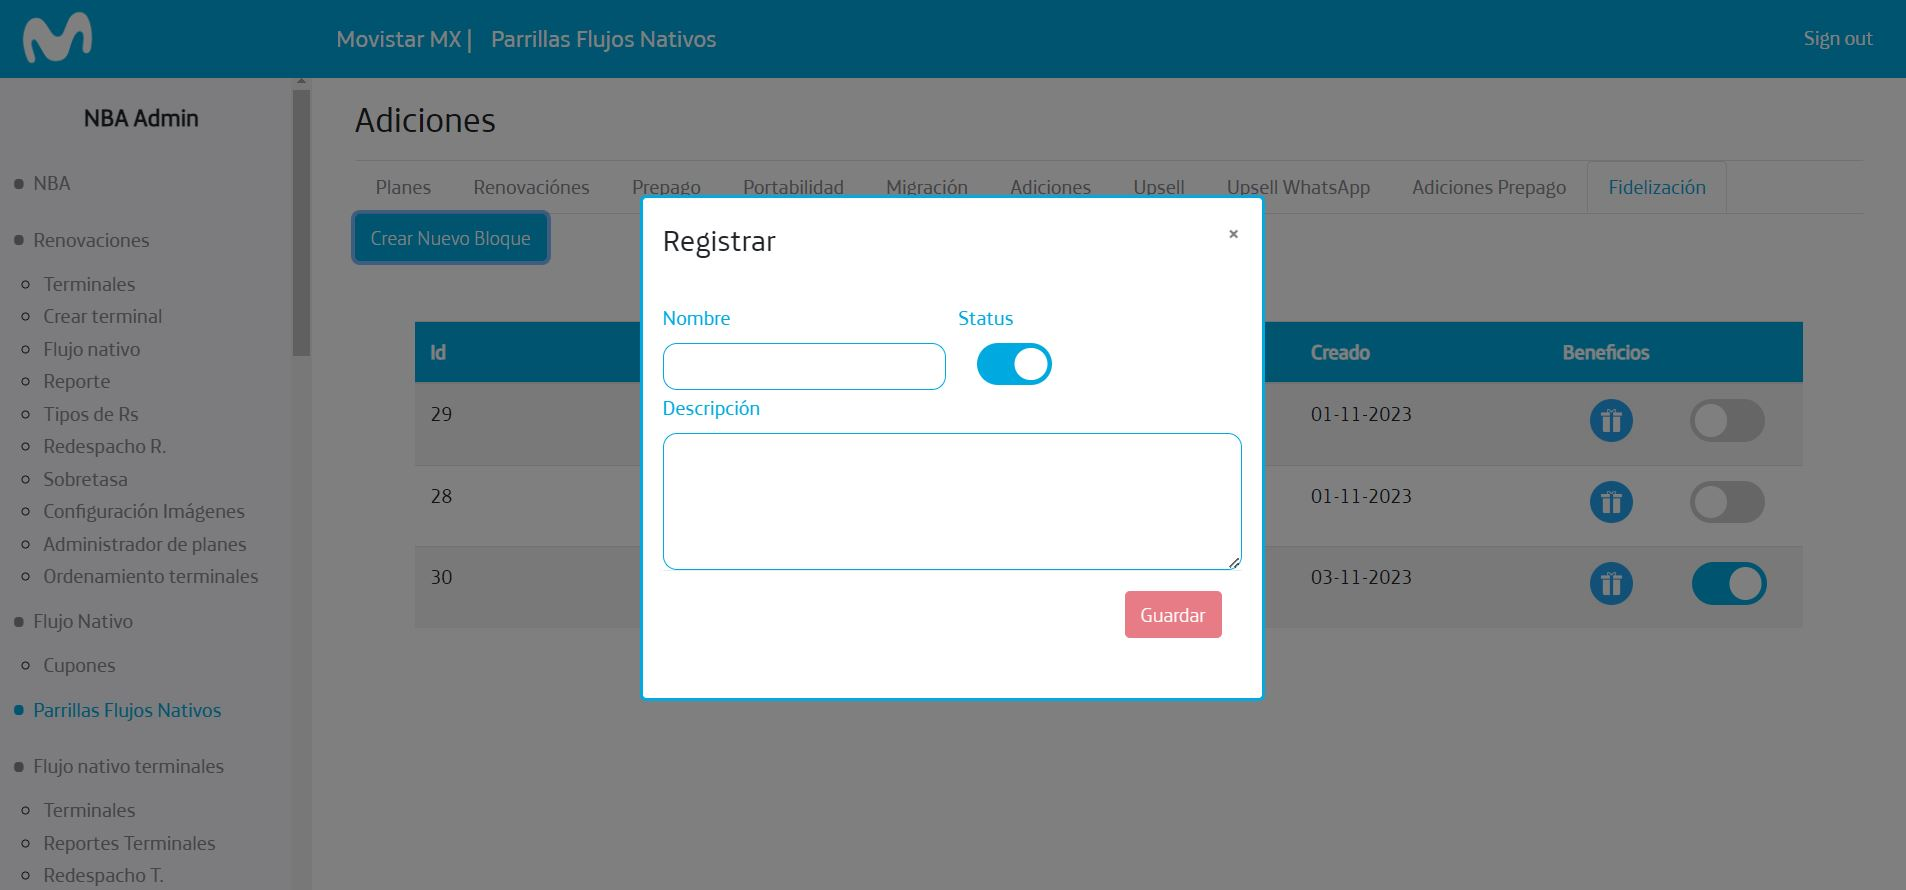 Movistar MX | Parrillas Flujos Nativos
Sign out
NBA Admin
NBA
Renovaciones
Terminales
Crear terminal
Flujo nativo
Reporte
Tipos de Rs
Redespacho R.
Sobretasa
Configuración Imágenes
Administrador de planes
Ordenamiento terminales
Flujo Nativo
Cupones
Parrillas Flujos Nativos
Flujo nativo terminales
Terminales
Reportes Terminales
Redespacho T.
Adiciones
Planes Renovaciónes Prepago Portabilidad Migración Adiciones Upsell Upsell WhatsApp Adiciones Prepago Fidelización
Crear Nuevo Bloque
Id Creado Beneficios
29 01-11-2023
28 01-11-2023
30 03-11-2023
Registrar ×
Nombre Status
Descripción
Guardar